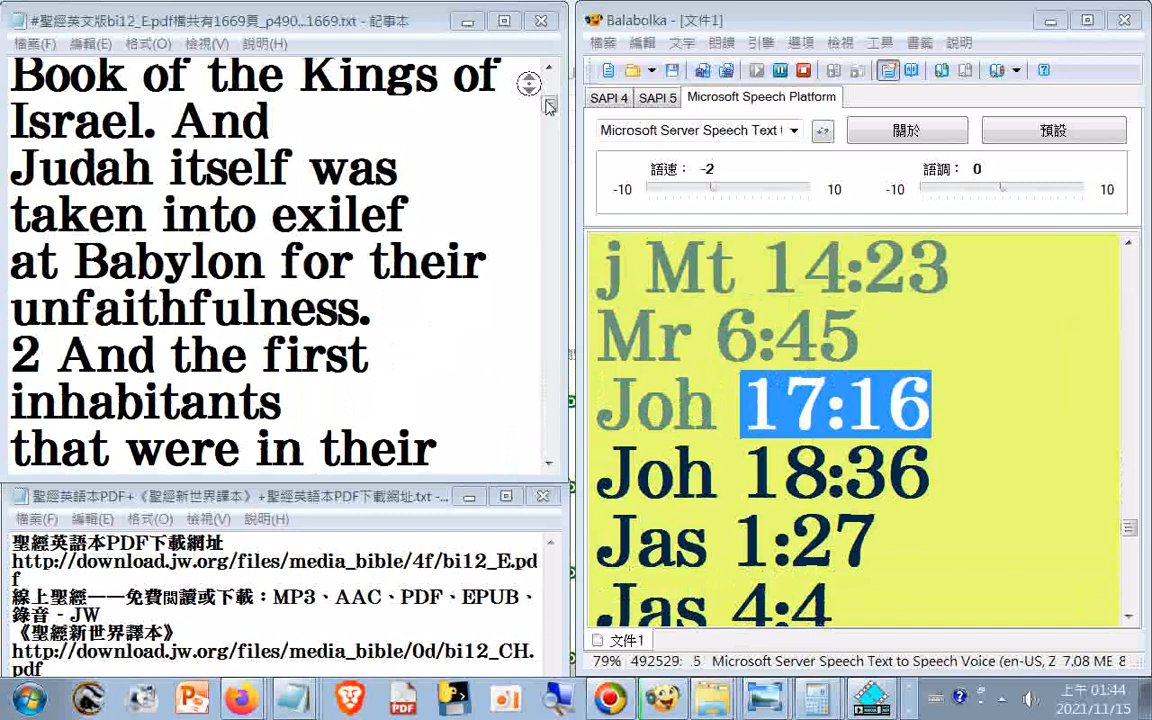 #聖經英文版bi12_E.pdf檔共有1669頁_p490...1669.txt - 記事本
檔案(F) 編輯(E) 格式(O) 檢視(V) 說明(H)
Book of the Kings of
Israel. And
Judah itself was
taken into exilef
at Babylon for their
unfaithfulness.
2 And the first
inhabitants
that were in their
聖經英語本PDF+《聖經新世界譯本》+聖經英語本PDF下載網址.txt - ...
檔案(F) 編輯(E) 格式(O) 檢視(V) 說明(H)
聖經英語本PDF下載網址
http://download.jw.org/files/media_bible/4f/bi12_E.pd
f
線上聖經——免費閱讀或下載：MP3、AAC、PDF、EPUB、
錄音 - JW
《聖經新世界譯本》
http://download.jw.org/files/media_bible/0d/bi12_CH.
pdf
Balabolka - [文件1]
檔案 編輯 文字 朗讀 引擎 選項 檢視 工具 書籤 說明
SAPI 4 SAPI 5 Microsoft Speech Platform
Microsoft Server Speech Text 關於 預設
語速： -2 語調： 0
-10 10 -10 10
j Mt 14:23
Mr 6:45
Joh 17:16
Joh 18:36
Jas 1:27
Jas 4:4
文件1
79% 492529: 5 Microsoft Server Speech Text to Speech Voice (en-US, Z 7.08 ME 8
PDF
上午 01:44
2021/11/15